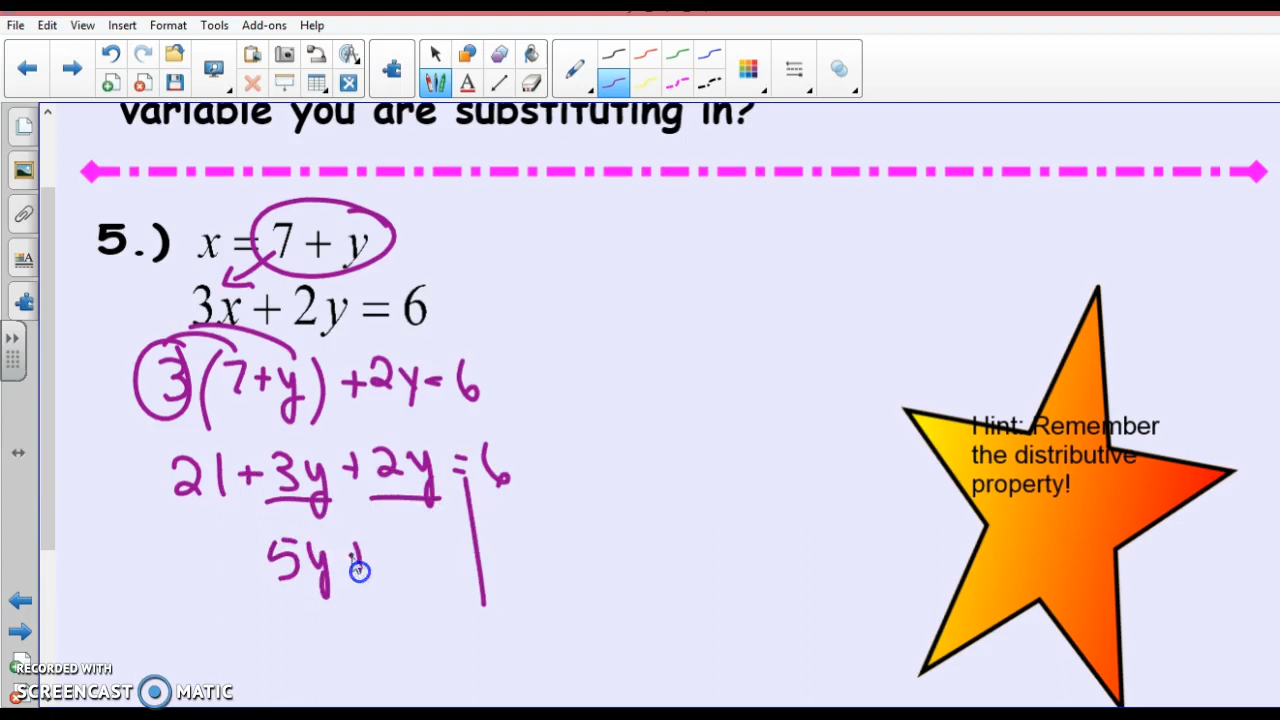 File Edit View Insert Format Tools Add-ons Help
variable you are substituting in?
5.) x = 7 + y
3x + 2y = 6
3(7+y) +2y=6
21+3y+2y=6
5y+
Hint: Remember
the distributive
property!
RECORDED WITH
SCREENCAST MATIC